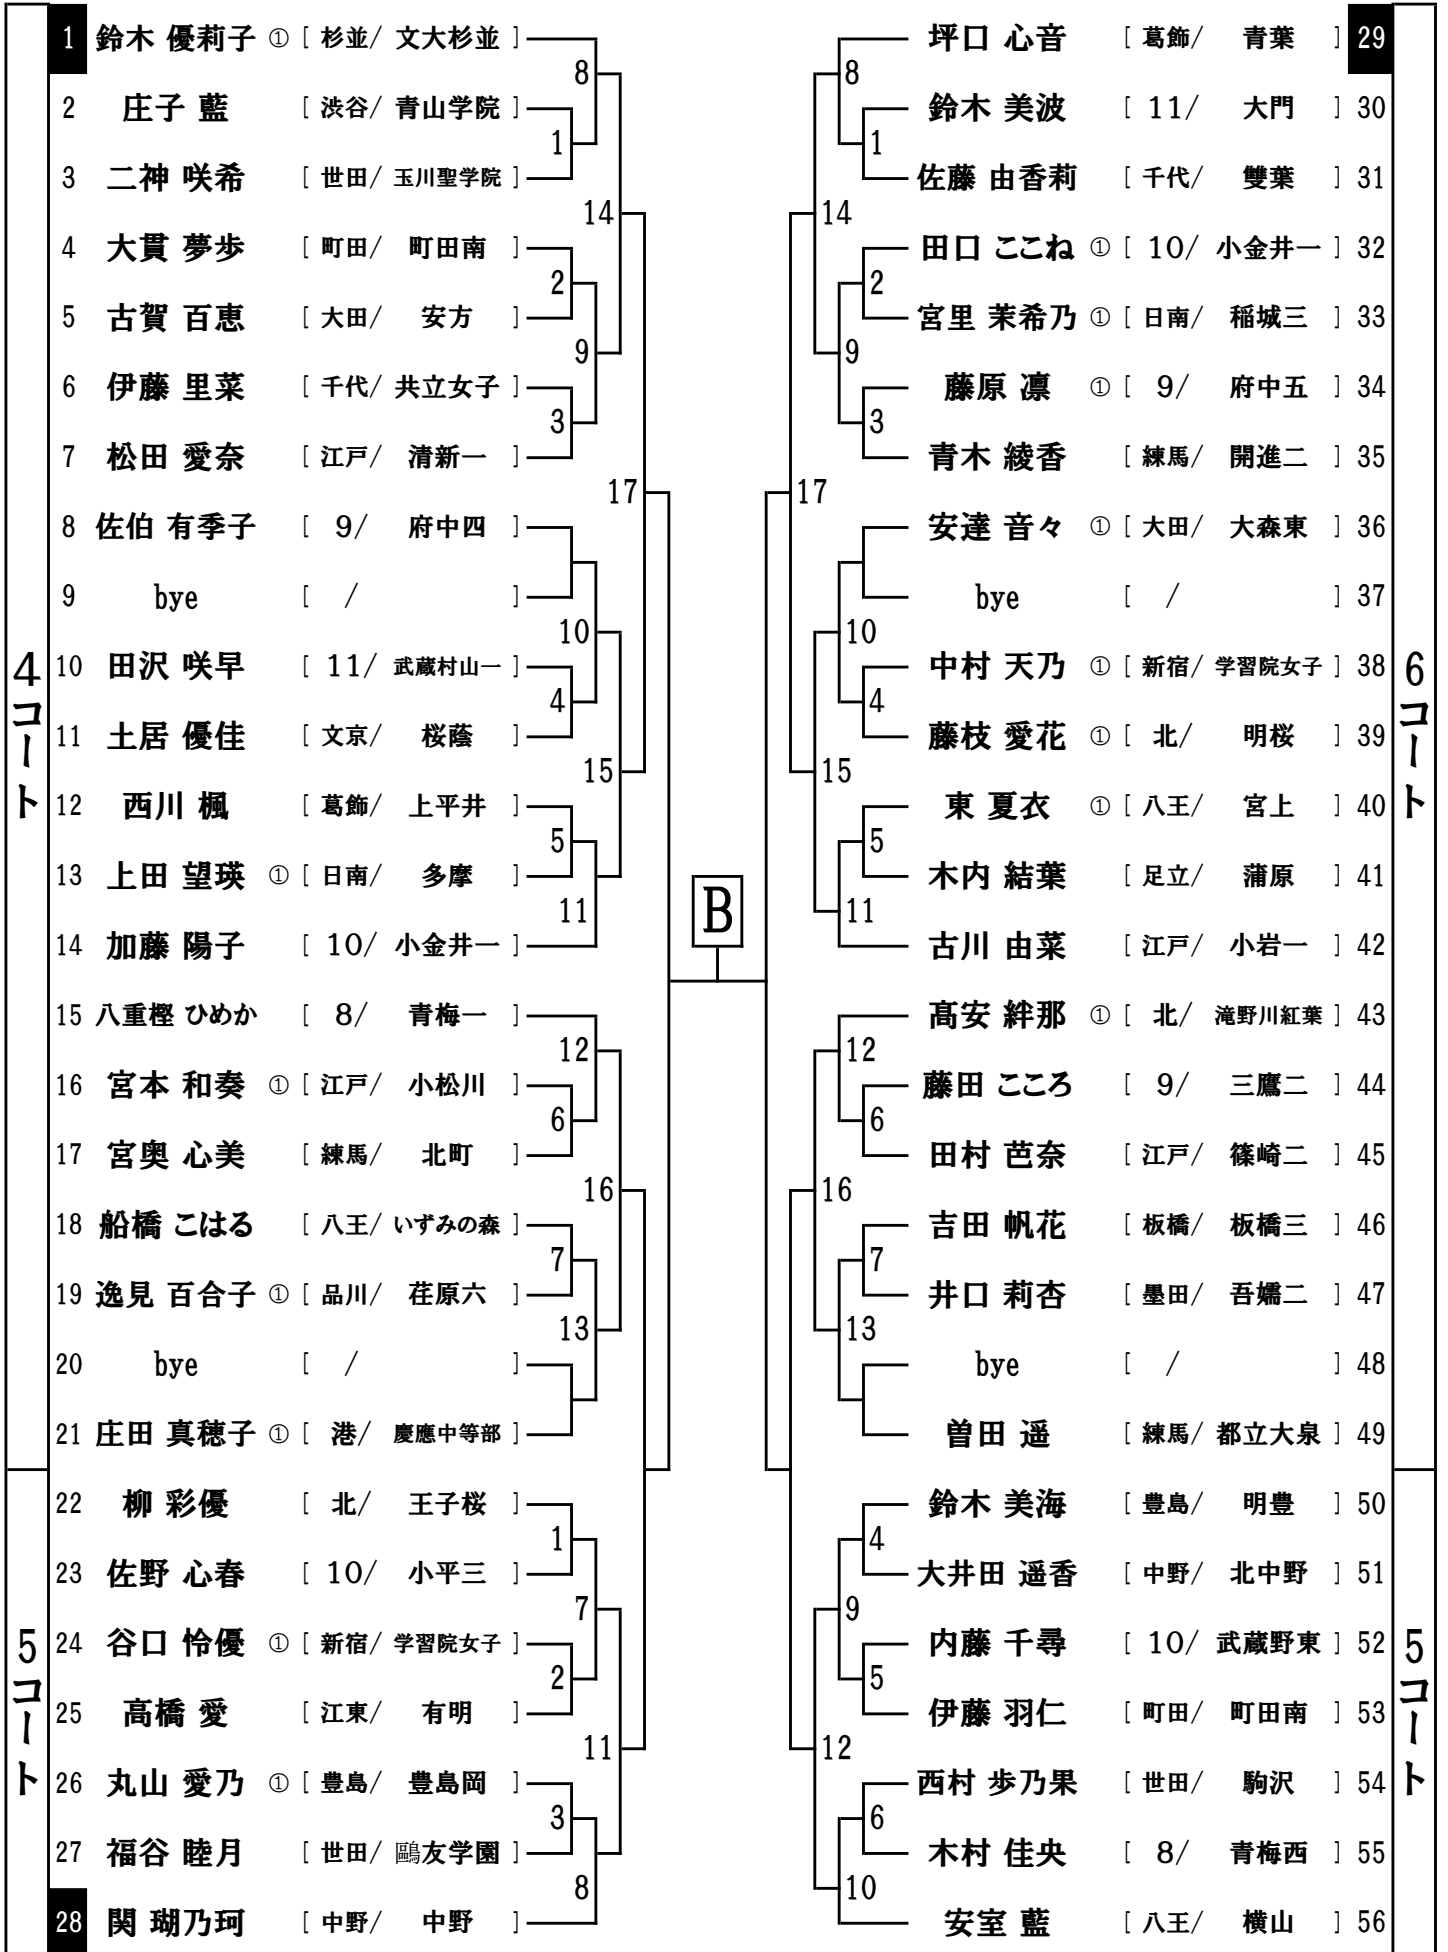 4コート
1 鈴木 優莉子 ① [ 杉並/ 文大杉並 ]
2 庄子 藍 [ 渋谷/ 青山学院 ]
3 二神 咲希 [ 世田/ 玉川聖学院 ]
4 大貫 夢歩 [ 町田/ 町田南 ]
5 古賀 百恵 [ 大田/ 安方 ]
6 伊藤 里菜 [ 千代/ 共立女子 ]
7 松田 愛奈 [ 江戸/ 清新一 ]
8 佐伯 有季子 [ 9/ 府中四 ]
9 bye [ / ]
10 田沢 咲早 [ 11/ 武蔵村山一 ]
11 土居 優佳 [ 文京/ 桜蔭 ]
12 西川 楓 [ 葛飾/ 上平井 ]
13 上田 望瑛 ① [ 日南/ 多摩 ]
14 加藤 陽子 [ 10/ 小金井一 ]
15 八重樫 ひめか [ 8/ 青梅一 ]
16 宮本 和奏 ① [ 江戸/ 小松川 ]
17 宮奥 心美 [ 練馬/ 北町 ]
18 船橋 こはる [ 八王/ いずみの森 ]
19 逸見 百合子 ① [ 品川/ 荏原六 ]
20 bye [ / ]
21 庄田 真穂子 ① [ 港/ 慶應中等部 ]
5コート
22 柳 彩優 [ 北/ 王子桜 ]
23 佐野 心春 [ 10/ 小平三 ]
24 谷口 怜優 ① [ 新宿/ 学習院女子 ]
25 高橋 愛 [ 江東/ 有明 ]
26 丸山 愛乃 ① [ 豊島/ 豊島岡 ]
27 福谷 睦月 [ 世田/ 鷗友学園 ]
28 関 瑚乃珂 [ 中野/ 中野 ]
8
1
14
2
9
3
17
10
4
15
5
11
12
6
16
7
13
1
7
2
11
3
8
B
8
1
14
2
9
3
17
10
4
15
5
11
12
6
16
7
13
4
9
5
12
6
10
坪口 心音 [ 葛飾/ 青葉 ] 29
鈴木 美波 [ 11/ 大門 ] 30
佐藤 由香莉 [ 千代/ 雙葉 ] 31
田口 ここね ① [ 10/ 小金井一 ] 32
宮里 茉希乃 ① [ 日南/ 稲城三 ] 33
藤原 凛 ① [ 9/ 府中五 ] 34
青木 綾香 [ 練馬/ 開進二 ] 35
安達 音々 ① [ 大田/ 大森東 ] 36
bye [ / ] 37
中村 天乃 ① [ 新宿/ 学習院女子 ] 38
藤枝 愛花 ① [ 北/ 明桜 ] 39
東 夏衣 ① [ 八王/ 宮上 ] 40
木内 結葉 [ 足立/ 蒲原 ] 41
古川 由菜 [ 江戸/ 小岩一 ] 42
髙安 絆那 ① [ 北/ 滝野川紅葉 ] 43
藤田 こころ [ 9/ 三鷹二 ] 44
田村 芭奈 [ 江戸/ 篠崎二 ] 45
吉田 帆花 [ 板橋/ 板橋三 ] 46
井口 莉杏 [ 墨田/ 吾嬬二 ] 47
bye [ / ] 48
曽田 遥 [ 練馬/ 都立大泉 ] 49
6コート
鈴木 美海 [ 豊島/ 明豊 ] 50
大井田 遥香 [ 中野/ 北中野 ] 51
内藤 千尋 [ 10/ 武蔵野東 ] 52
伊藤 羽仁 [ 町田/ 町田南 ] 53
西村 歩乃果 [ 世田/ 駒沢 ] 54
木村 佳央 [ 8/ 青梅西 ] 55
安室 藍 [ 八王/ 横山 ] 56
5コート